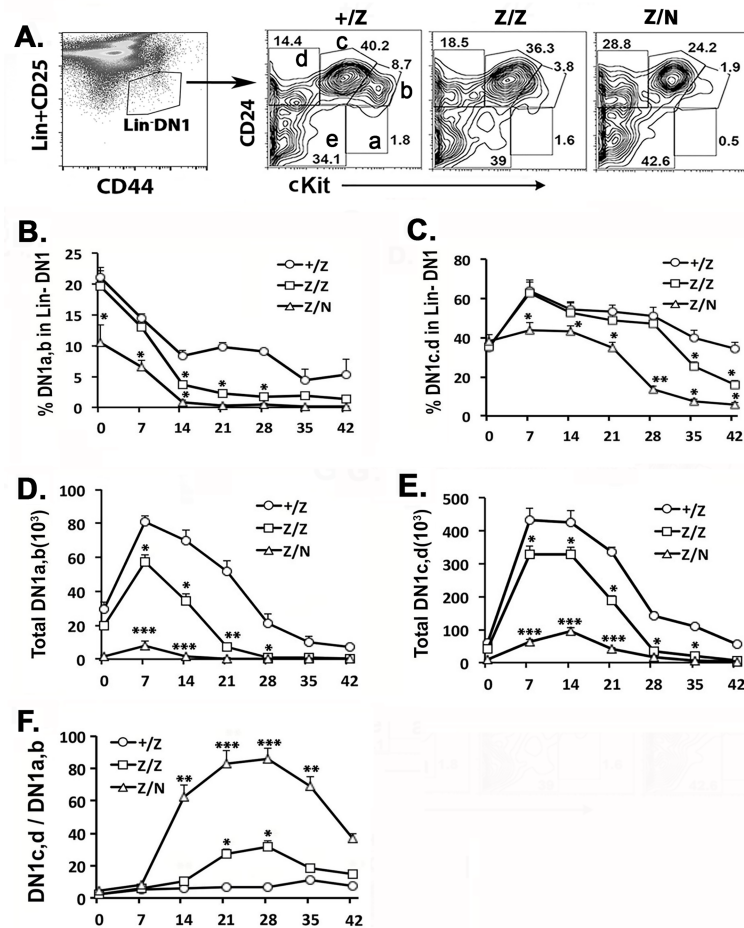 A.
+/Z
Z/Z
Z/N
Lin+CD25
Lin-DN1
CD44
CD24
cKit
14.4
c
40.2
d
8.7
b
e
a
1.8
34.1
18.5
36.3
3.8
1.6
39
28.8
24.2
1.9
0.5
42.6
B.
% DN1a,b in Lin- DN1
25
20
15
10
5
0
+/Z
Z/Z
Z/N
*
*
*
*
*
*
0 7 14 21 28 35 42
C.
% DN1c.d in Lin- DN1
80
60
40
20
0
+/Z
Z/Z
Z/N
*
*
*
**
*
*
*
*
0 7 14 21 28 35 42
D.
Total DN1a,b(10³)
100
80
60
40
20
0
+/Z
Z/Z
Z/N
*
*
**
*
***
***
0 7 14 21 28 35 42
E.
Total DN1c,d(10³)
500
400
300
200
100
0
+/Z
Z/Z
Z/N
*
*
*
*
*
***
***
***
0 7 14 21 28 35 42
F.
DN1c,d / DN1a,b
100
80
60
40
20
0
+/Z
Z/Z
Z/N
**
***
***
**
*
*
0 7 14 21 28 35 42